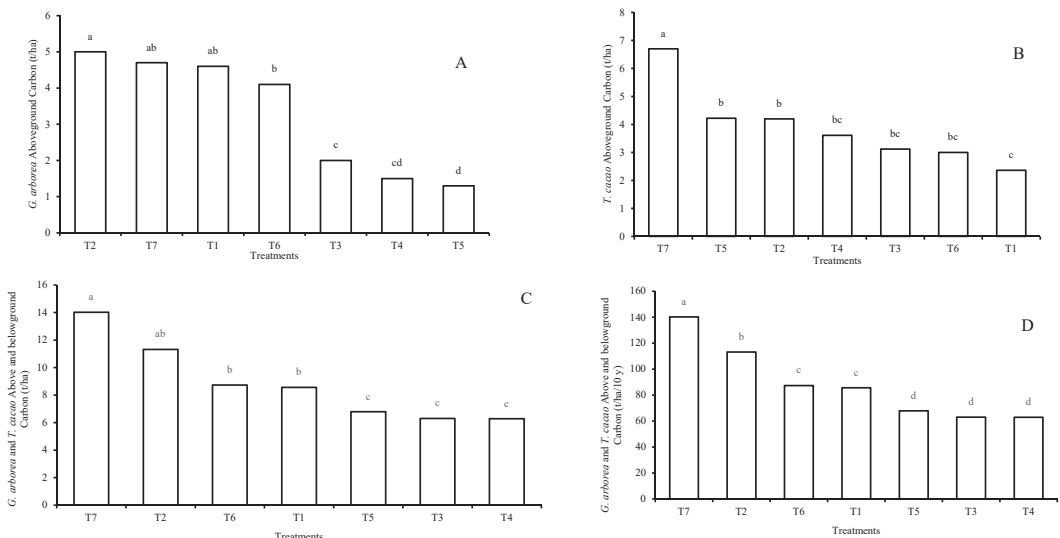 G. arborea Aboveground Carbon (t/ha)
6
5
4
3
2
1
0
a
ab
ab
b
c
cd
d
A
T2 T7 T1 T6 T3 T4 T5
Treatments
T. cacao Aboveground Carbon (t/ha)
8
7
6
5
4
3
2
1
0
a
b
b
bc
bc
bc
c
B
T7 T5 T2 T4 T3 T6 T1
Treatments
G. arborea and T. cacao Above and belowground
Carbon (t/ha)
16
14
12
10
8
6
4
2
0
a
ab
b
b
c
c
c
C
T7 T2 T6 T1 T5 T3 T4
Treatments
G. arborea and T. cacao Above and belowground
Carbon (t/ha/10 y)
160
140
120
100
80
60
40
20
0
a
b
c
c
d
d
d
D
T7 T2 T6 T1 T5 T3 T4
Treatments